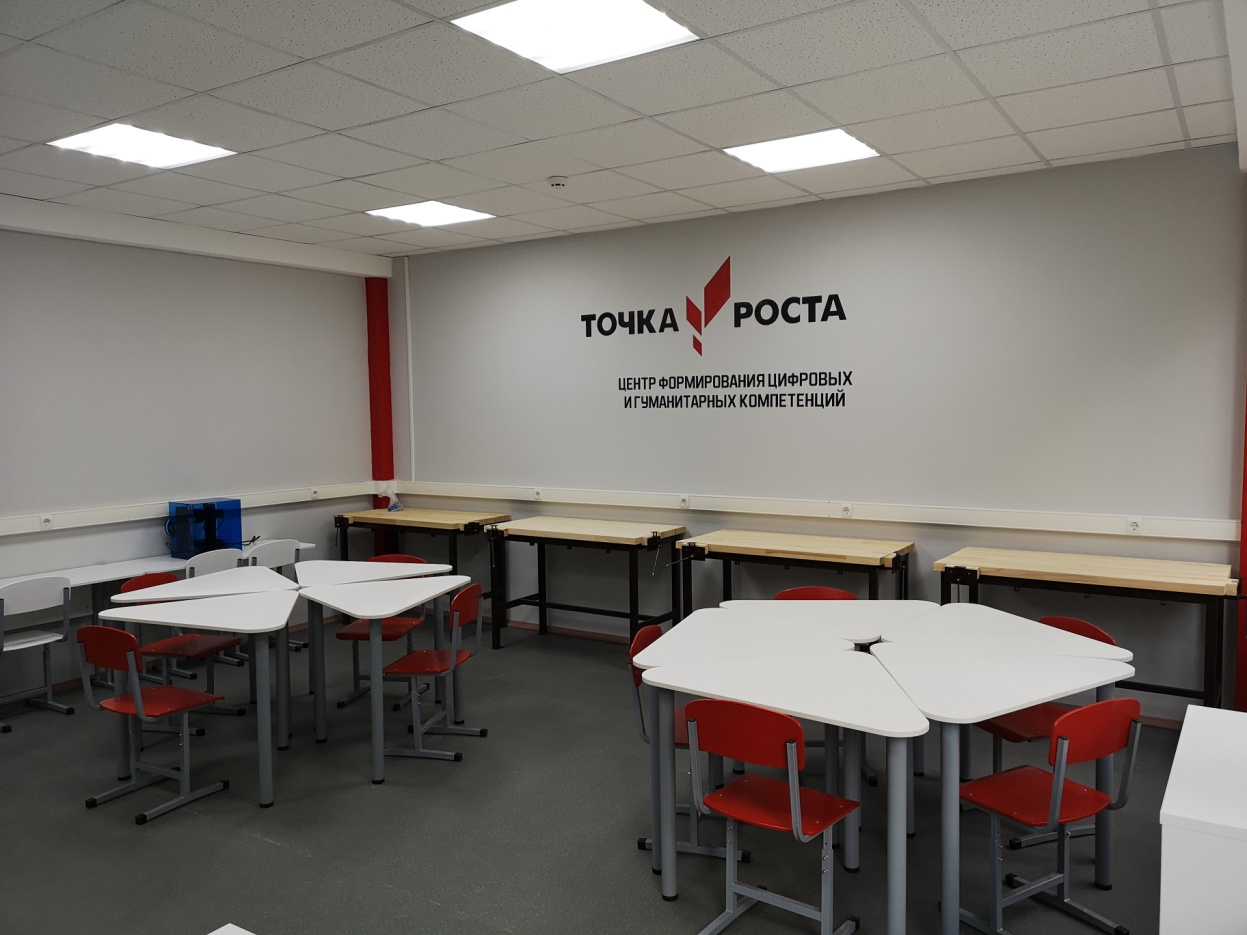 ТОЧКА РОСТА
ЦЕНТР ФОРМИРОВАНИЯ ЦИФРОВЫХ
И ГУМАНИТАРНЫХ КОМПЕТЕНЦИЙ